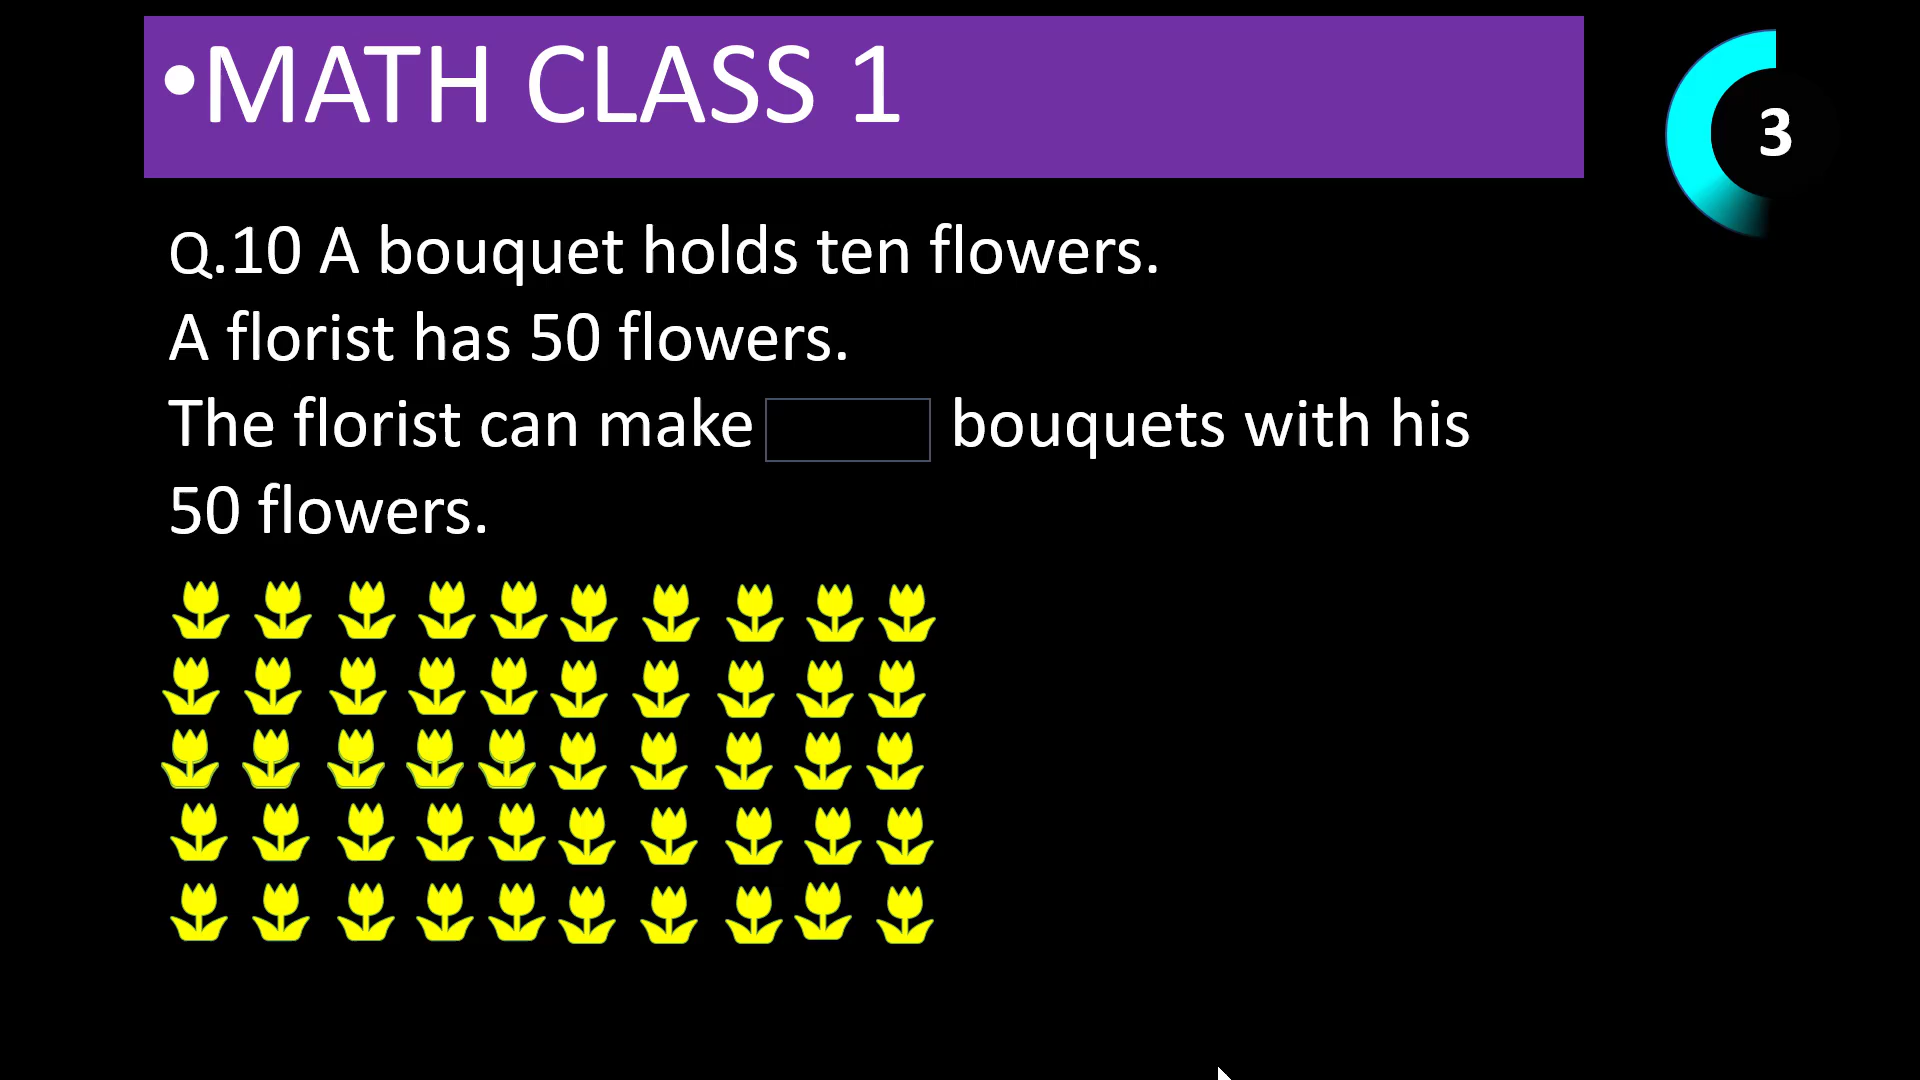 •MATH CLASS 1
3
Q.10 A bouquet holds ten flowers.
A florist has 50 flowers.
The florist can make bouquets with his
50 flowers.